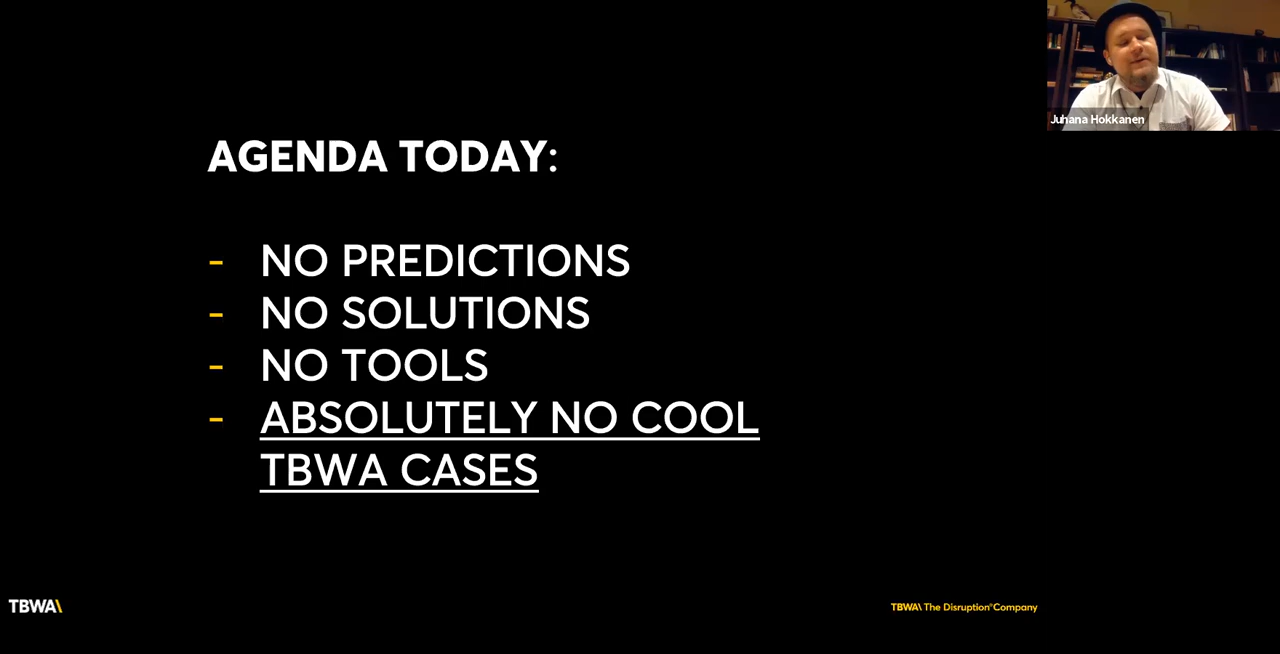 Juhana Hokkanen
AGENDA TODAY:
- NO PREDICTIONS
- NO SOLUTIONS
- NO TOOLS
- ABSOLUTELY NO COOL
TBWA CASES
TBWA\
TBWA\ The Disruption® Company